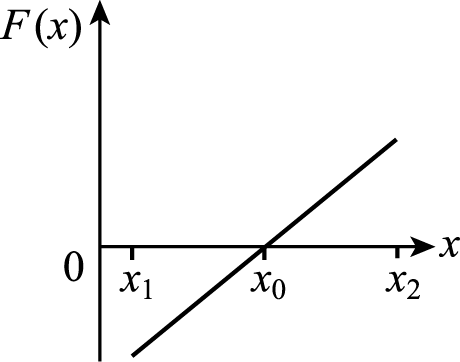 F(x)
x
0
x₁
x₀
x₂